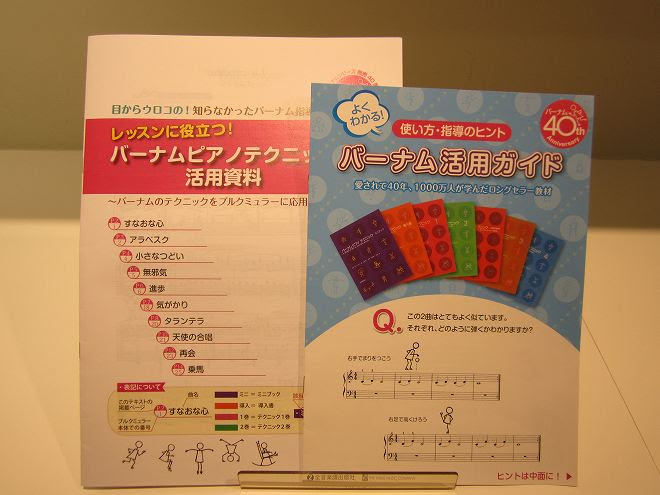 目からウロコの！知らなかったバーナム指導
レッスンに役立つ！
バーナムピアノテクニッ
活用資料
～バーナムのテクニックをブルクミュラーに応用
すなおな心
アラベスク
小さなつどい
無邪気
進歩
気がかり
タランテラ
天使の合唱
再会
乗馬
・表記について
曲名
このテキストの
掲載ページ
すなおな心
ブルクミュラー
本体での番号
ミニ = ミニブック
導入 = 導入書
1巻 = テクニック1巻
2巻 = テクニック2巻
よく
わかる！
使い方・指導のヒント
バーナム
40th
Anniversary
バーナム活用ガイド
愛されて40年、1000万人が学んだロングセラー教材
Q.
この2曲はとてもよく似ています。
それぞれ、どのように弾くかわかりますか？
右手でまりをつこう
右足で高くけろう
ヒントは中面に！
全音楽譜出版社